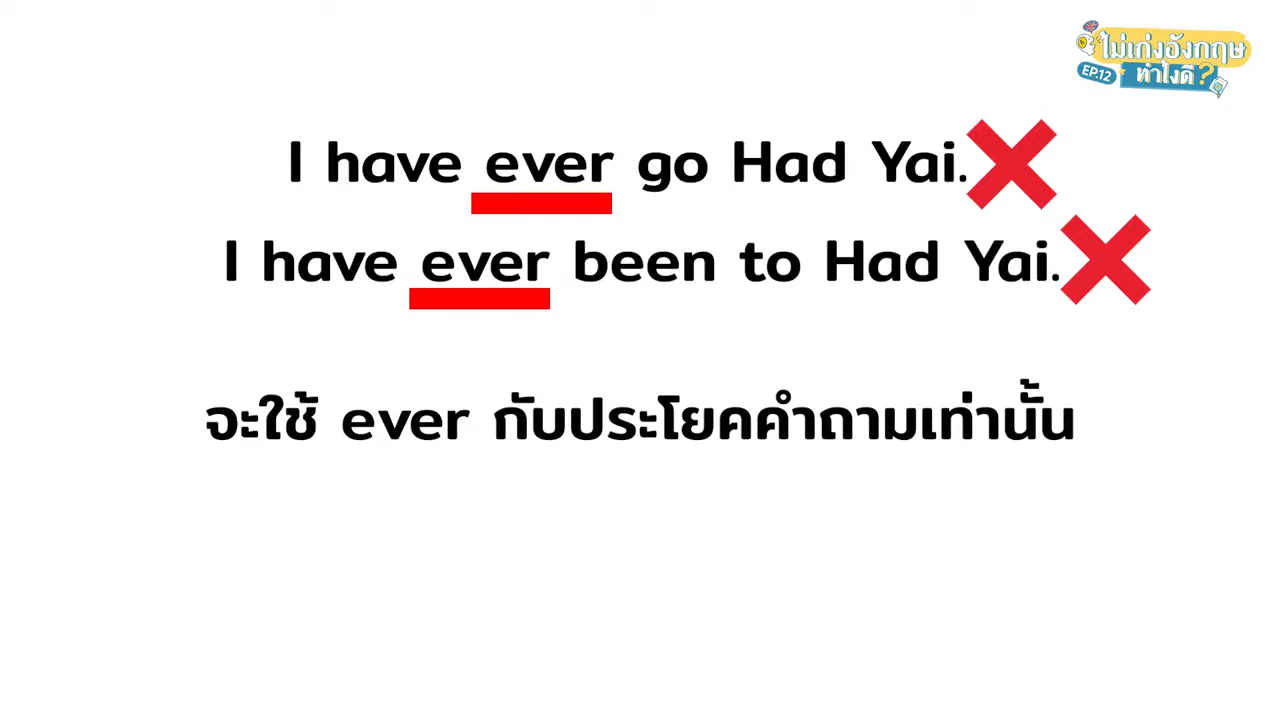 ไม่เก่งอังกฤษ
EP.12 ทำไงดี?
I have ever go Had Yai.
I have ever been to Had Yai.
จะใช้ ever กับประโยคคำถามเท่านั้น